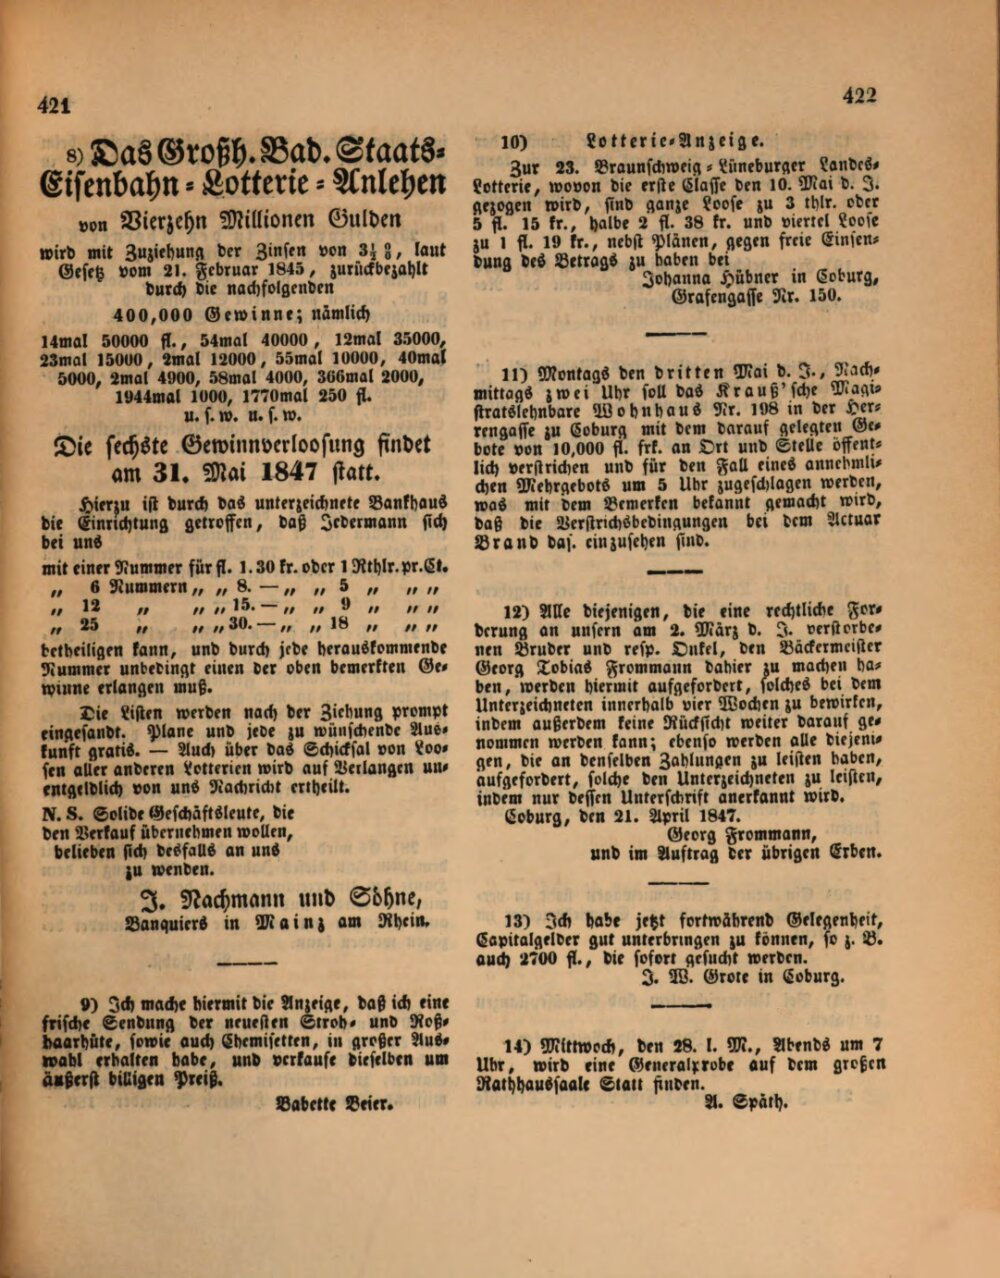 421
8) Das Großh. Bad. Staats-
Eisenbahn-Lotterie-Anlehen
von Vierzehn Millionen Gulden
wird mit Zuziehung der Zinsen von 3½ %, laut
Gesetz vom 21. Februar 1845, zurückbezahlt
durch die nachfolgenden
400,000 Gewinne; nämlich
14mal 50000 fl., 54mal 40000, 12mal 35000,
23mal 15000, 2mal 12000, 55mal 10000, 40mal
5000, 2mal 4900, 58mal 4000, 366mal 2000,
1944mal 1000, 1770mal 250 fl.
u. s. w. u. s. w.
Die sechste Gewinnverloosung findet
am 31. Mai 1847 statt.
Hierzu ist durch das unterzeichnete Bankhaus
die Einrichtung getroffen, daß Jedermann sich
bei uns
mit einer Nummer für fl. 1.30 kr. oder 1 Rthlr. pr. Ct.
„ 6 Nummern „ „ 8. — „ „ 5 „ „ „
„ 12 „ „ „ 15. — „ „ 9 „ „ „
„ 25 „ „ „ 30. — „ „ 18 „ „ „
betheiligen kann, und durch jede herauskommende
Nummer unbedingt einen der oben bemerkten Ge-
winne erlangen muß.
Die Listen werden nach der Ziehung prompt
eingesandt. Plane und jede zu wünschende Aus-
kunft gratis. — Auch über das Schicksal von Loo-
sen aller anderen Lotterien wird auf Verlangen un-
entgeldlich von uns Nachricht ertheilt.
N. S. Solide Geschäftsleute, die
den Verkauf übernehmen wollen,
belieben sich desfalls an uns
zu wenden.
J. Nachmann und Söhne,
Banquiers in Mainz am Rhein.
9) Ich mache hiermit die Anzeige, daß ich eine
frische Sendung der neuesten Stroh- und Roß-
haarhüte, sowie auch Chemisetten, in großer Aus-
wahl erhalten habe, und verkaufe dieselben um
äußerst billigen Preiß.
Babette Beier.
422
10) Lotterie-Anzeige.
Zur 23. Braunschweig-Lüneburger Landes-
Lotterie, wovon die erste Classe den 10. Mai d. J.
gezogen wird, sind ganze Loose zu 3 thlr. oder
5 fl. 15 kr., halbe 2 fl. 38 kr. und viertel Loose
zu 1 fl. 19 kr., nebst Plänen, gegen freie Einsen-
dung des Betrags zu haben bei
Johanna Hübner in Coburg,
Grafengasse Nr. 150.
11) Montags den dritten Mai d. J., Nach-
mittags zwei Uhr soll das Krauß'sche Magi-
stratslehnbare Wohnhaus Nr. 198 in der Her-
rengasse zu Coburg mit dem darauf gelegten Ge-
bote von 10,000 fl. frk. an Ort und Stelle öffent-
lich verstrichen und für den Fall eines annehmli-
chen Mehrgebots um 5 Uhr zugeschlagen werden,
was mit dem Bemerken bekannt gemacht wird,
daß die Verstrichsbedingungen bei dem Actuar
Brand das. einzusehen sind.
12) Alle diejenigen, die eine rechtliche For-
derung an unsern am 2. März d. J. verstorbe-
nen Bruder und resp. Onkel, den Bäckermeister
Georg Tobias Frommann dahier zu machen ha-
ben, werden hiermit aufgefordert, solches bei dem
Unterzeichneten innerhalb vier Wochen zu bewirken,
indem außerdem keine Rücksicht weiter darauf ge-
nommen werden kann; ebenso werden alle diejeni-
gen, die an denselben Zahlungen zu leisten haben,
aufgefordert, solche den Unterzeichneten zu leisten,
indem nur dessen Unterschrift anerkannt wird.
Coburg, den 21. April 1847.
Georg Frommann,
und im Auftrag der übrigen Erben.
13) Ich habe jetzt fortwährend Gelegenheit,
Capitalgelder gut unterbringen zu können, so z. B.
auch 2700 fl., die sofort gesucht werden.
J. W. Grote in Coburg.
14) Mittwoch, den 28. l. M., Abends um 7
Uhr, wird eine Generalprobe auf dem großen
Rathhaussaale Statt finden.
A. Späth.